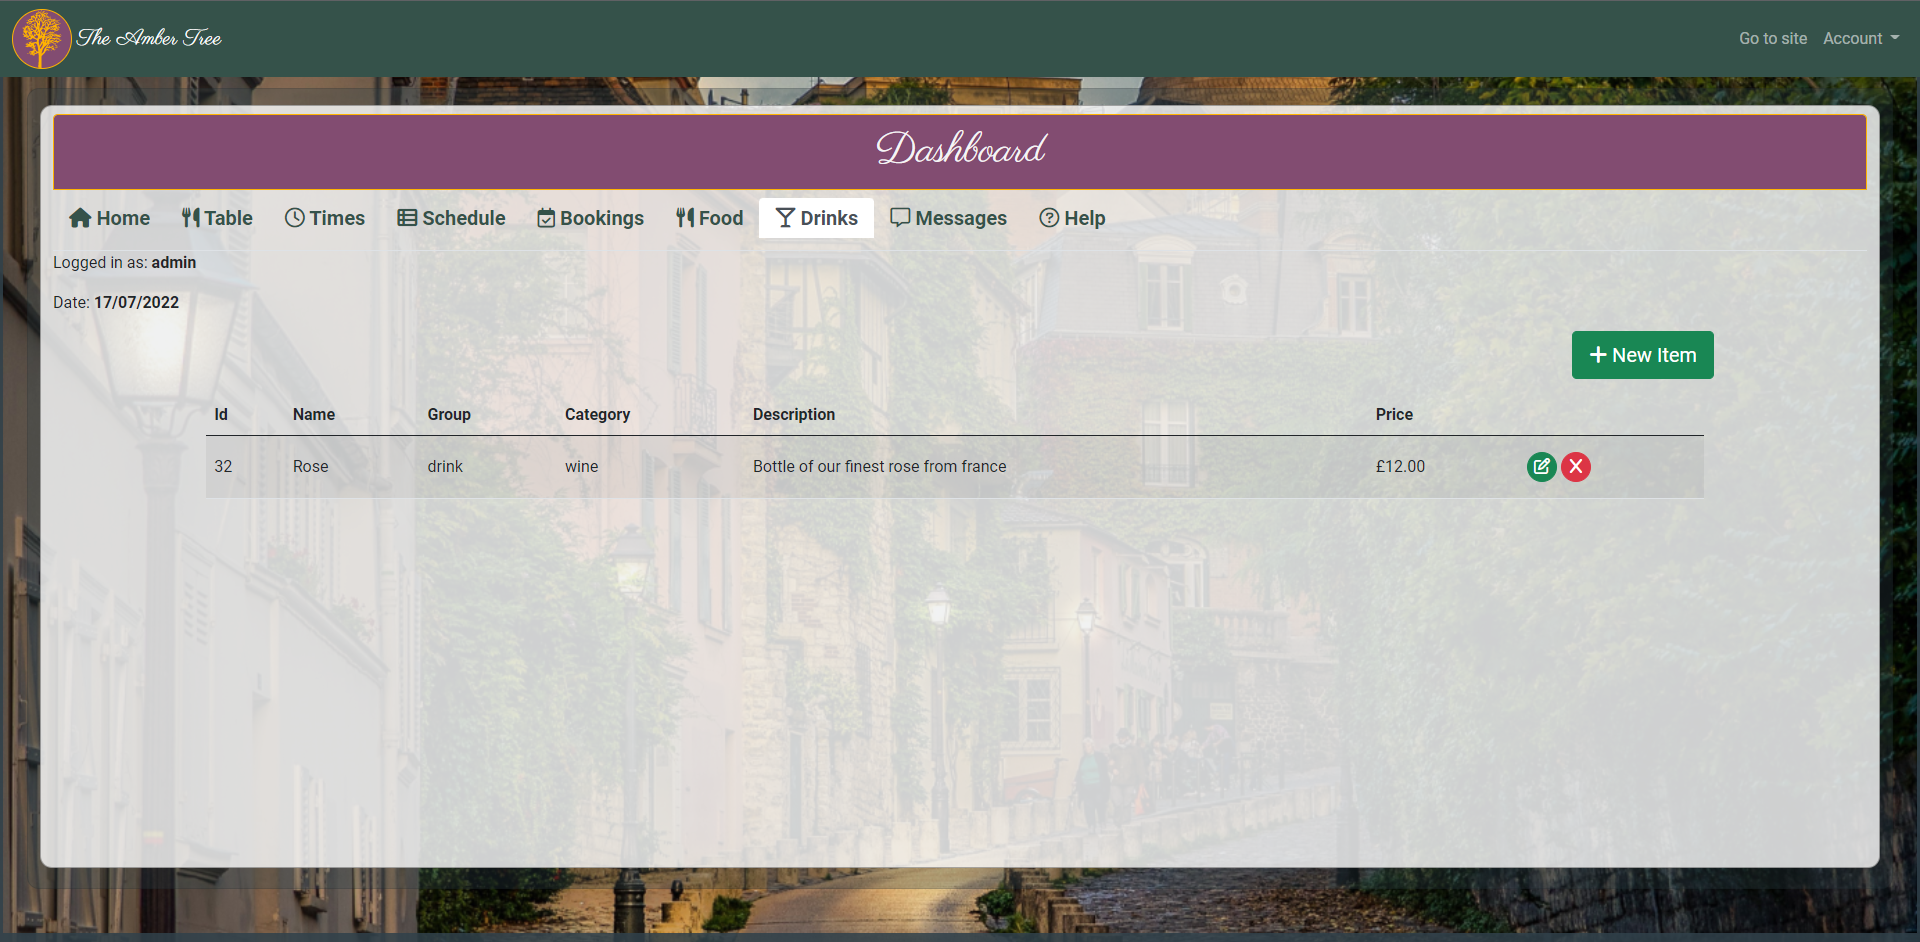 The Amber Tree
Go to site Account
Dashboard
Home Table Times Schedule Bookings Food Drinks Messages Help
Logged in as: admin
Date: 17/07/2022
New Item
Id Name Group Category Description Price
32 Rose drink wine Bottle of our finest rose from france £12.00